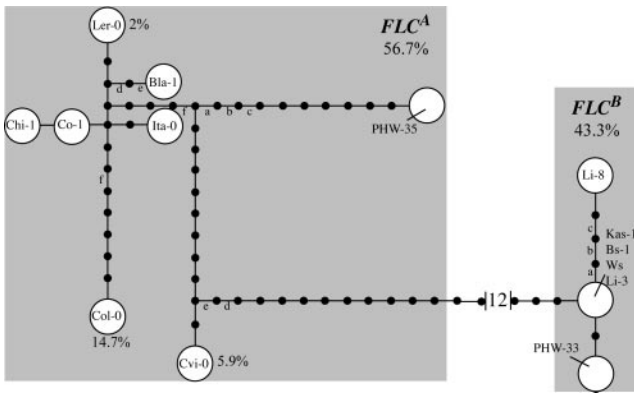 Ler-0 2%
FLC^A
56.7%
d e Bla-1
f a b c
PHW-35
Chi-1 Co-1 Ita-0
f
FLC^B
43.3%
Li-8
c
b
a
Kas-1
Bs-1
Ws
Li-3
e d
12
Col-0
14.7%
Cvi-0 5.9%
PHW-33